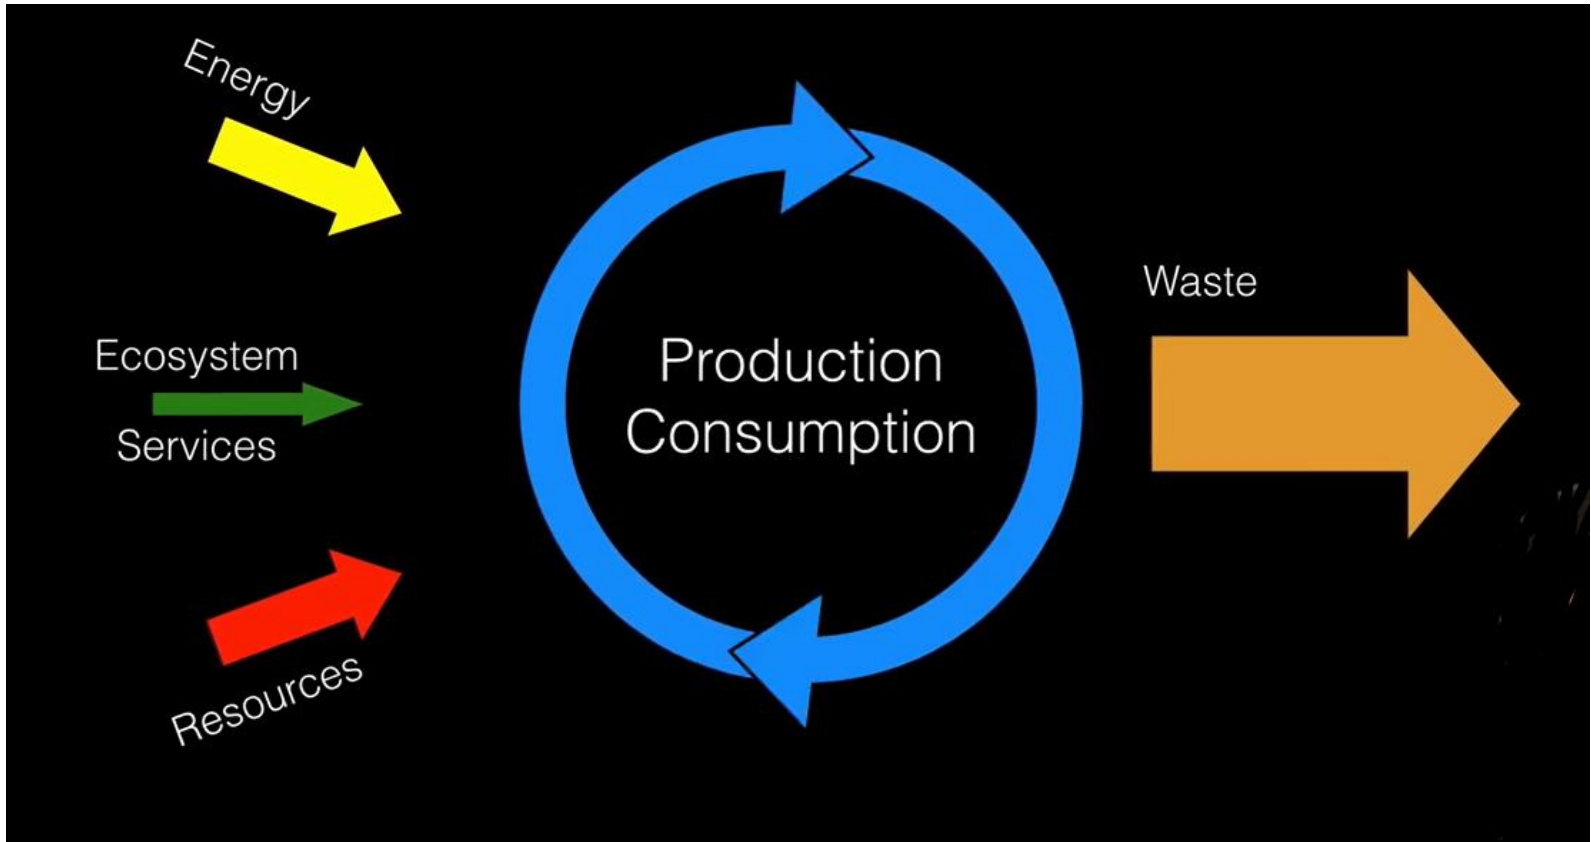 Energy
Ecosystem
Services
Resources
Production
Consumption
Waste